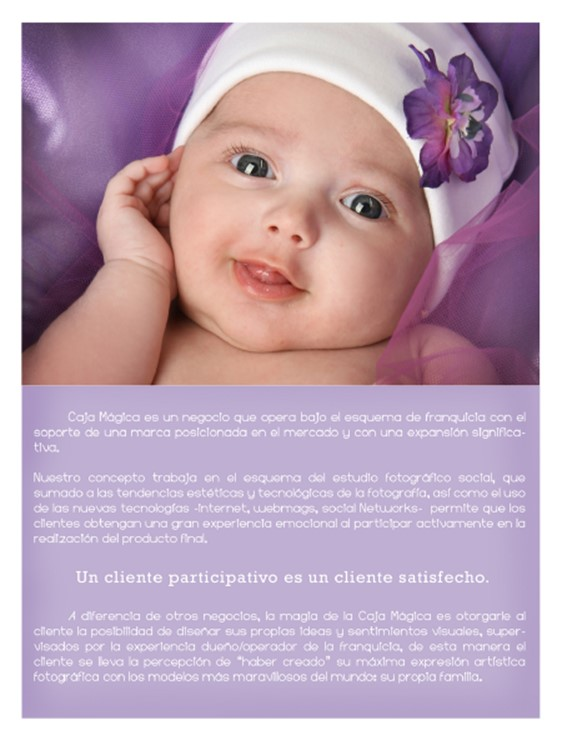 Caja Mágica es un negocio que opera bajo el esquema de franquicia con el
soporte de una marca posicionada en el mercado y con una expansión significa-
tiva.
Nuestro concepto trabaja en el esquema del estudio fotográfico social, que
sumado a las tendencias estéticas y tecnológicas de la fotografía, así como el uso
de las nuevas tecnologías -Internet, webmags, social Networks- permite que los
clientes obtengan una gran experiencia emocional al participar activamente en la
realización del producto final.
Un cliente participativo es un cliente satisfecho.
A diferencia de otros negocios, la magia de la Caja Mágica es otorgarle al
cliente la posibilidad de diseñar sus propias ideas y sentimientos visuales, super-
visados por la experiencia dueño/operador de la franquicia, de esta manera el
cliente se lleva la percepción de "haber creado" su máxima expresión artística
fotográfica con los modelos más maravillosos del mundo: su propia familia.